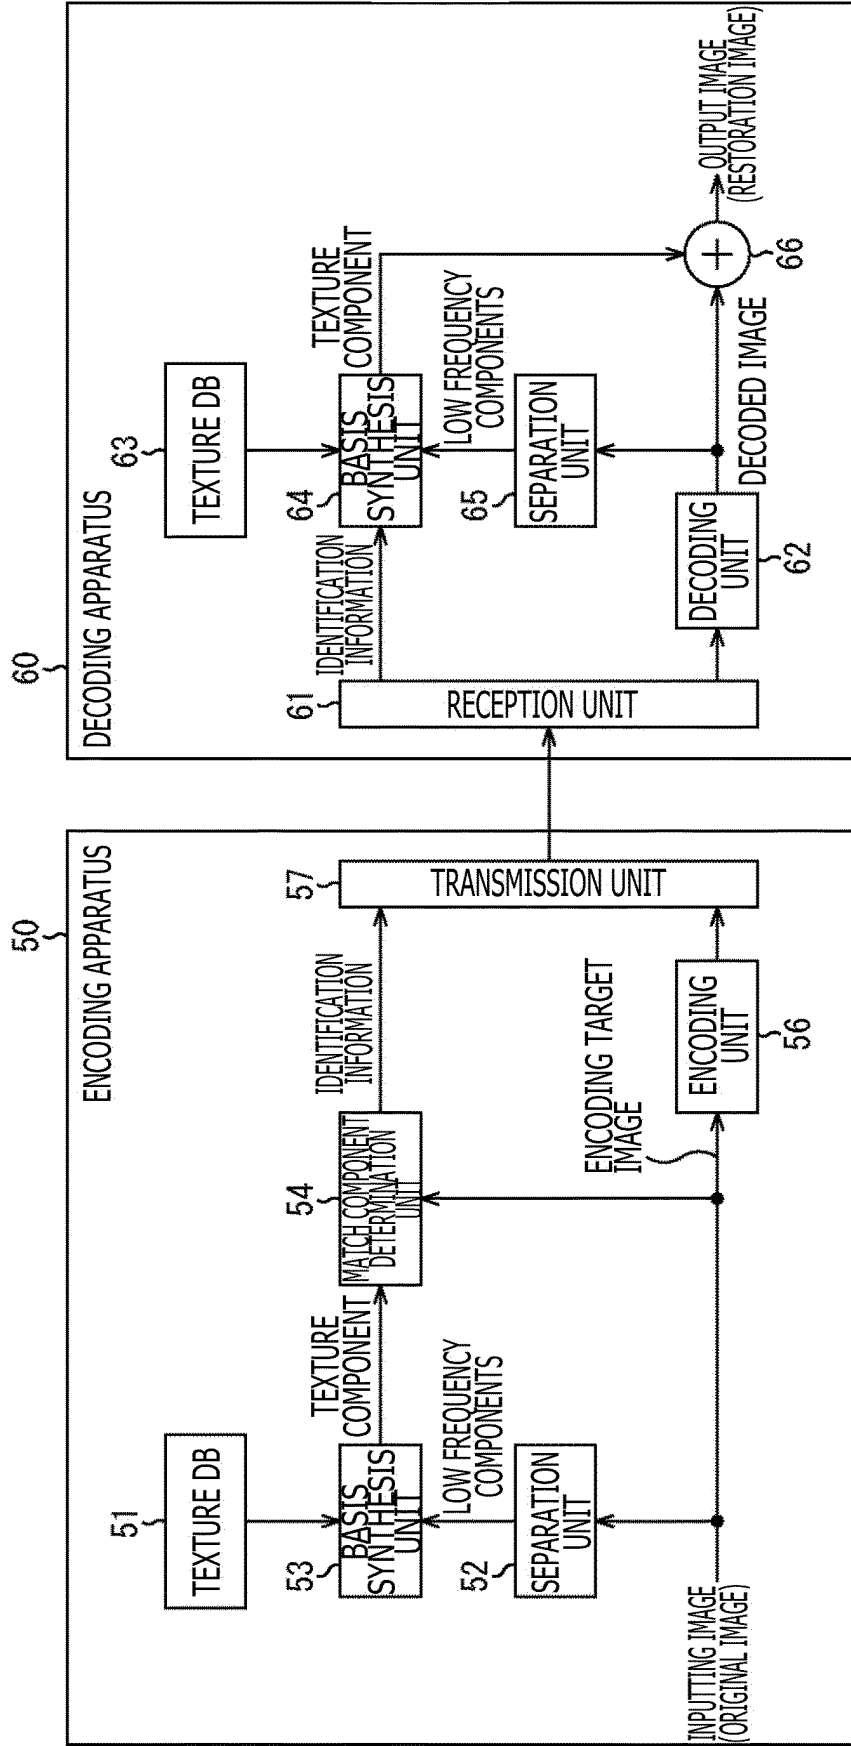 50
ENCODING APPARATUS
51
TEXTURE DB
53
BASIS
SYNTHESIS
UNIT
TEXTURE
COMPONENT
54
MATCH COMPONENT
DETERMINATION
UNIT
IDENTIFICATION
INFORMATION
57
TRANSMISSION UNIT
LOW FREQUENCY
COMPONENTS
52
SEPARATION
UNIT
ENCODING TARGET
IMAGE
INPUTTING IMAGE
(ORIGINAL IMAGE)
ENCODING
UNIT
56
60
DECODING APPARATUS
61
RECEPTION UNIT
IDENTIFICATION
INFORMATION
63
TEXTURE DB
64
BASIS
SYNTHESIS
UNIT
TEXTURE
COMPONENT
LOW FREQUENCY
COMPONENTS
65
SEPARATION
UNIT
DECODING
UNIT
62
DECODED IMAGE
+
66
OUTPUT IMAGE
(RESTORATION IMAGE)